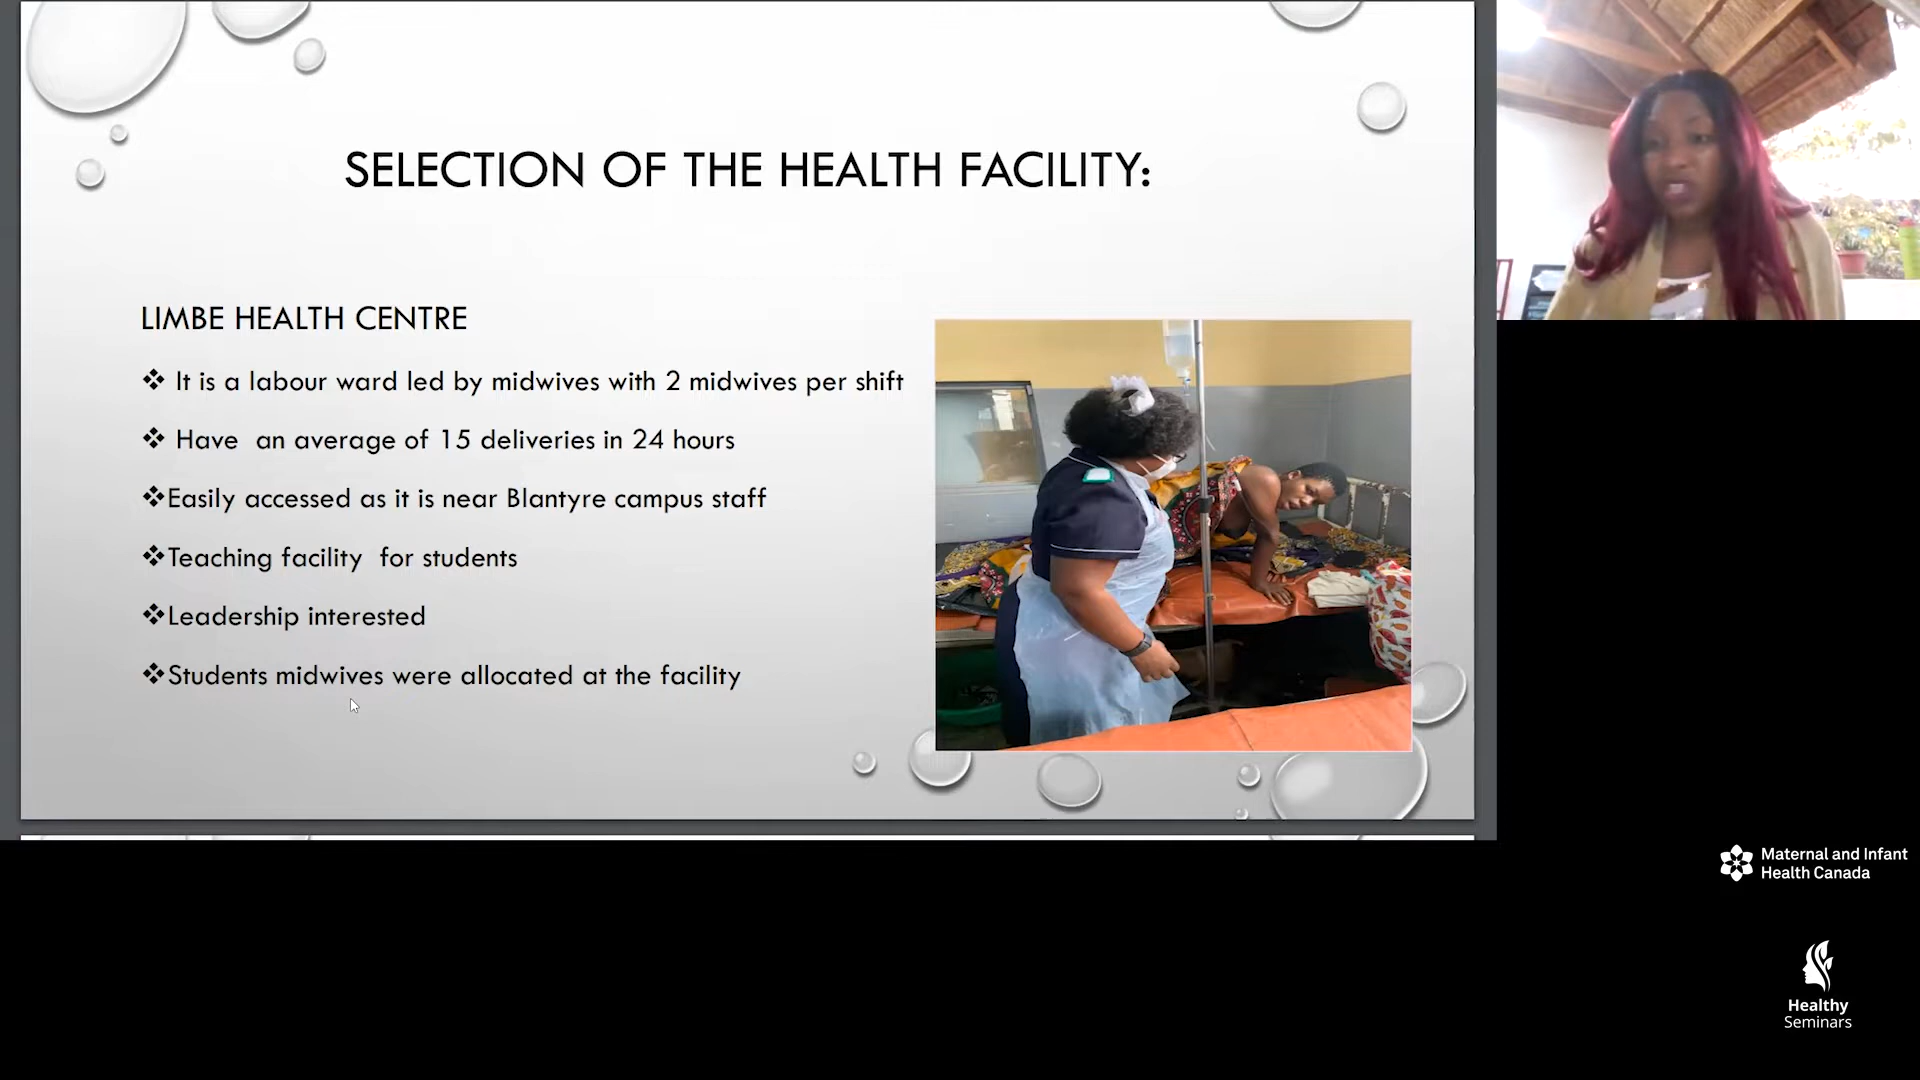 SELECTION OF THE HEALTH FACILITY:
LIMBE HEALTH CENTRE
❖ It is a labour ward led by midwives with 2 midwives per shift
❖ Have an average of 15 deliveries in 24 hours
❖Easily accessed as it is near Blantyre campus staff
❖Teaching facility for students
❖Leadership interested
❖Students midwives were allocated at the facility
Maternal and Infant
Health Canada
Healthy
Seminars